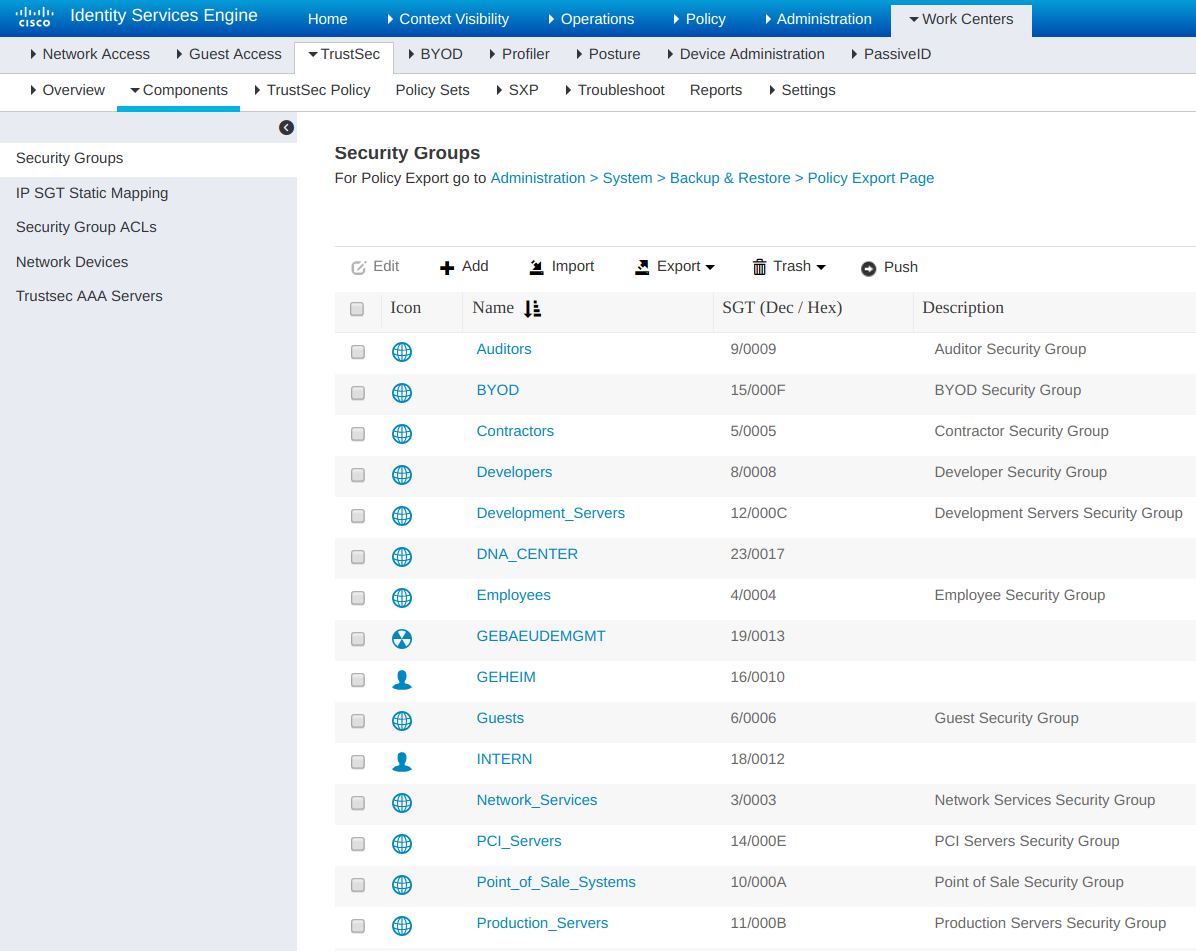 cisco Identity Services Engine Home Context Visibility Operations Policy Administration Work Centers
Network Access Guest Access TrustSec BYOD Profiler Posture Device Administration PassiveID
Overview Components TrustSec Policy Policy Sets SXP Troubleshoot Reports Settings
Security Groups
IP SGT Static Mapping
Security Group ACLs
Network Devices
Trustsec AAA Servers
Security Groups
For Policy Export go to Administration > System > Backup & Restore > Policy Export Page
Edit Add Import Export Trash Push
Icon Name SGT (Dec / Hex) Description
Auditors 9/0009 Auditor Security Group
BYOD 15/000F BYOD Security Group
Contractors 5/0005 Contractor Security Group
Developers 8/0008 Developer Security Group
Development_Servers 12/000C Development Servers Security Group
DNA_CENTER 23/0017
Employees 4/0004 Employee Security Group
GEBAEUDEMGMT 19/0013
GEHEIM 16/0010
Guests 6/0006 Guest Security Group
INTERN 18/0012
Network_Services 3/0003 Network Services Security Group
PCI_Servers 14/000E PCI Servers Security Group
Point_of_Sale_Systems 10/000A Point of Sale Security Group
Production_Servers 11/000B Production Servers Security Group